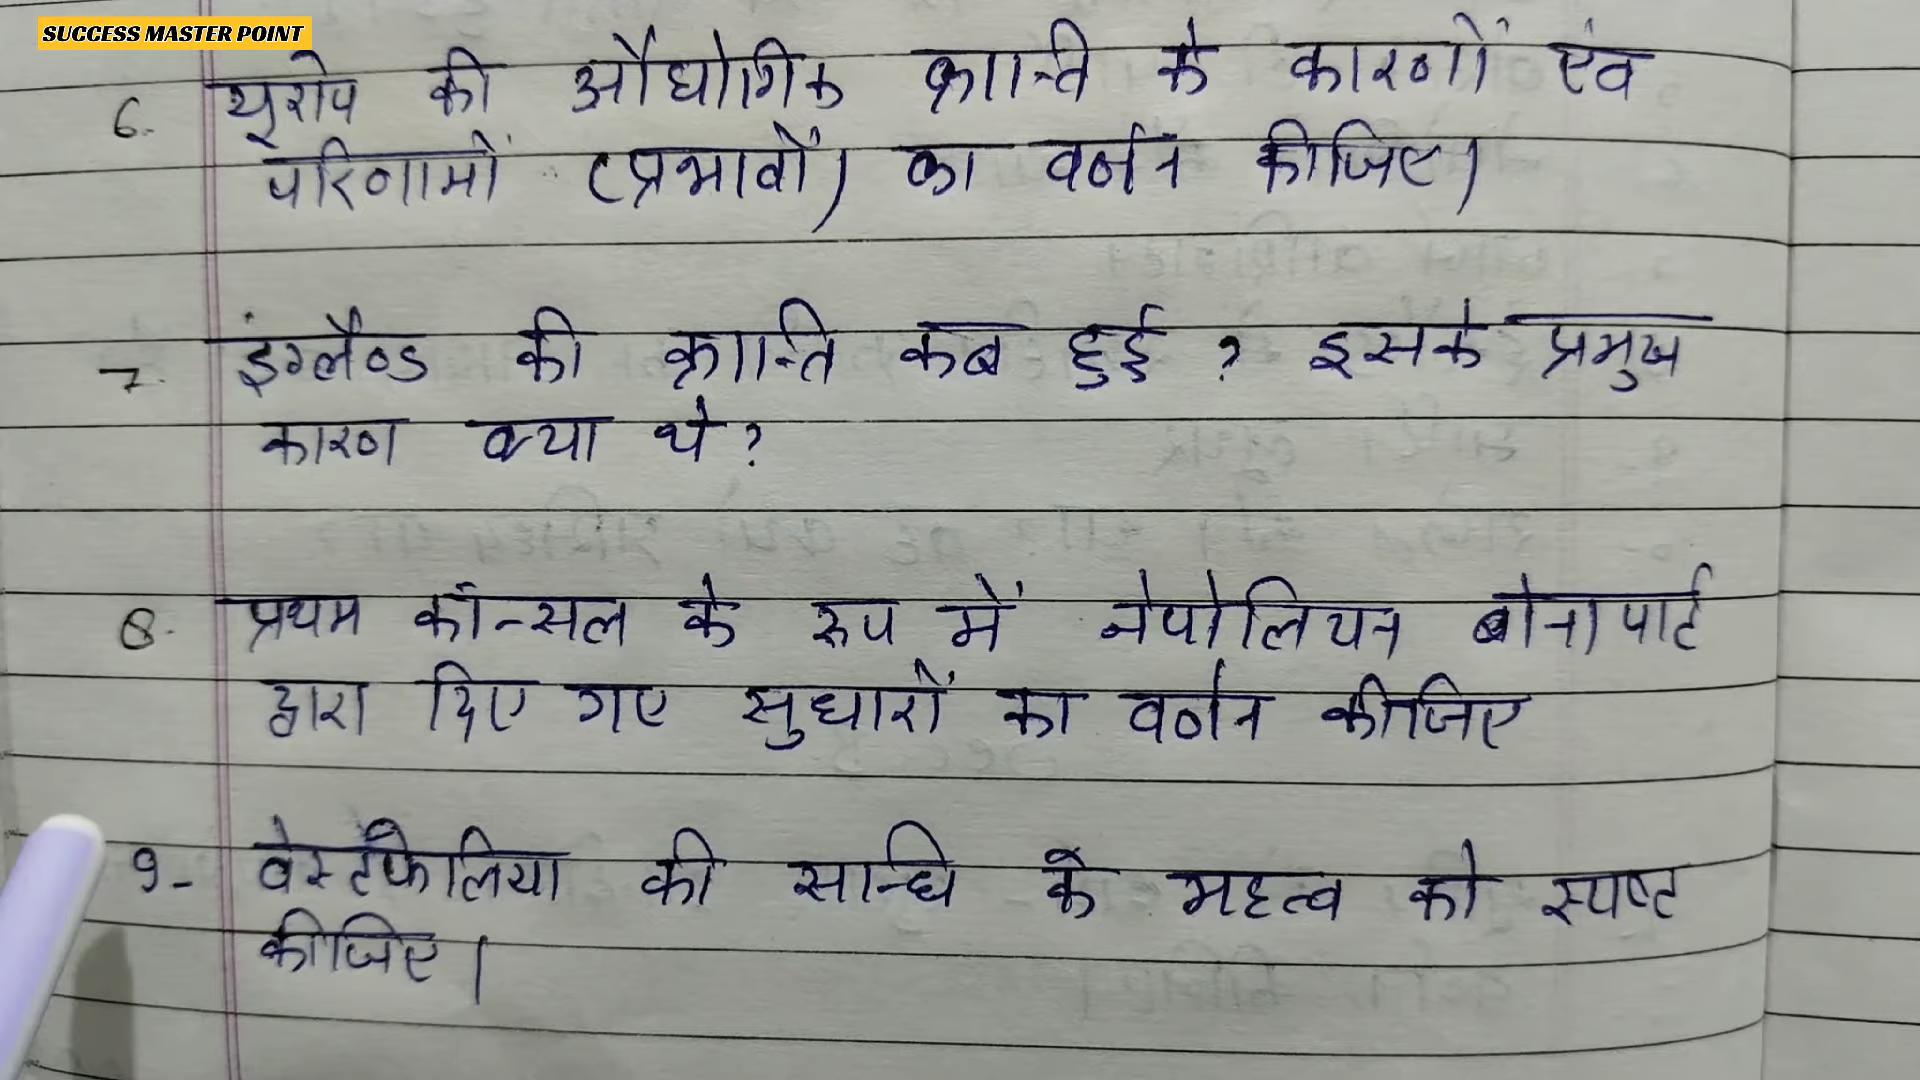 SUCCESS MASTER POINT
6. यूरोप की औद्योगिक क्रान्ति के कारणों एंव
परिणामों (प्रभावों) का वर्णन कीजिए।
7. इंग्लैण्ड की क्रान्ति कब हुई ? इसके प्रमुख
कारण क्या थे ?
8. प्रथम कॉन्सल के रूप में नेपोलियन बोनापार्ट
द्वारा दिए गए सुधारों का वर्णन कीजिए
9- वेस्टफैलिया की सन्धि के महत्व को स्पष्ट
कीजिए।